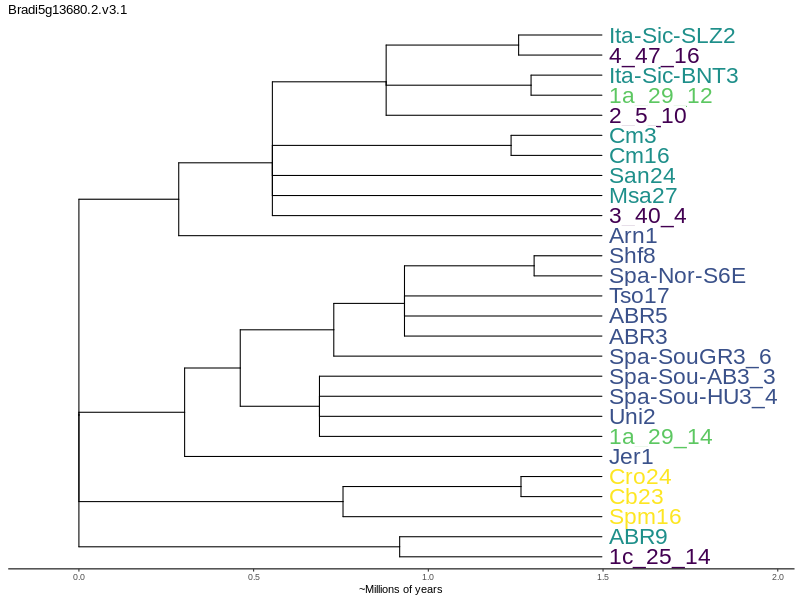 Bradi5g13680.2.v3.1
Ita-Sic-SLZ2
4_47_16
Ita-Sic-BNT3
1a_29_12
2_5_10
Cm3
Cm16
San24
Msa27
3_40_4
Arn1
Shf8
Spa-Nor-S6E
Tso17
ABR5
ABR3
Spa-SouGR3_6
Spa-Sou-AB3_3
Spa-Sou-HU3_4
Uni2
1a_29_14
Jer1
Cro24
Cb23
Spm16
ABR9
1c_25_14
0.0 0.5 1.0 1.5 2.0
~Millions of years